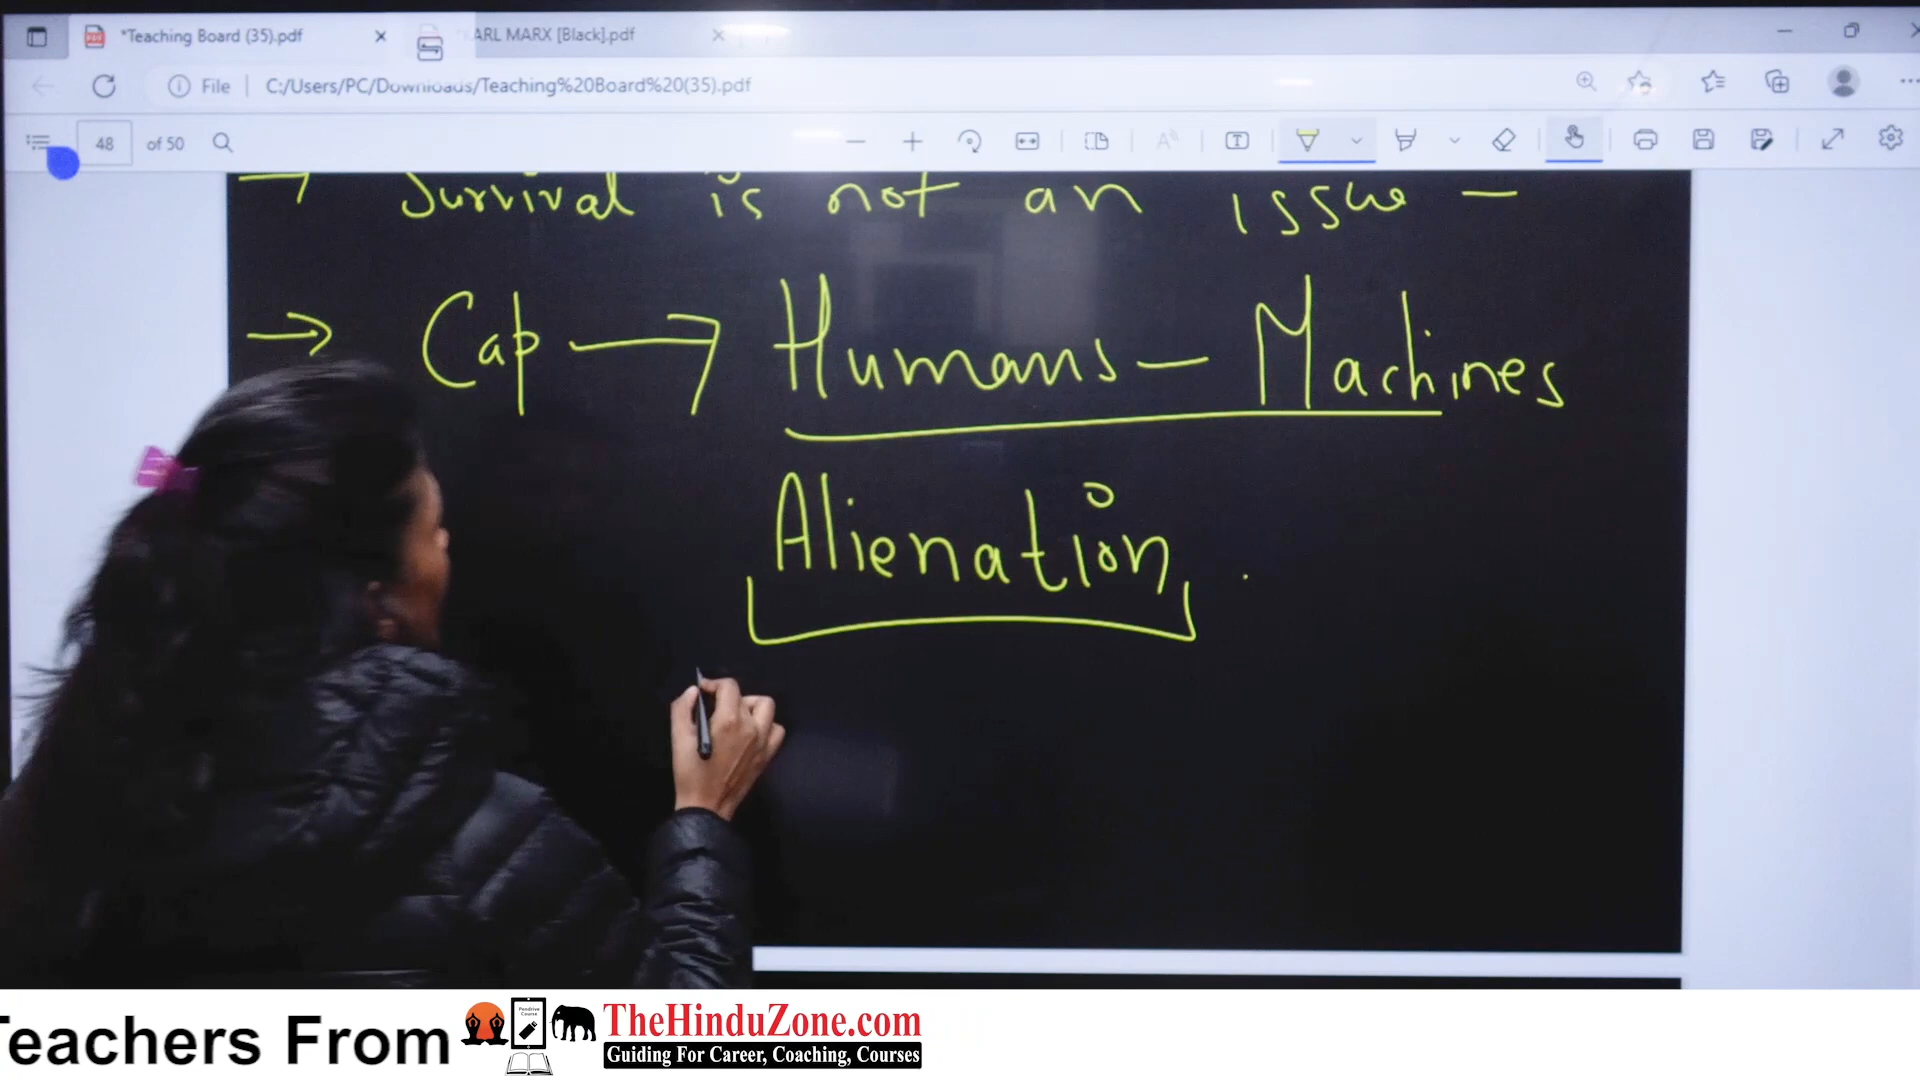 *Teaching Board (35).pdf
ARL MARX [Black].pdf
File C:/Users/PC/Downloads/Teaching%20Board%20(35).pdf
48 of 50
→ Survival is not an issue –
→ Cap → Humans – Machines
Alienation
Teachers From
TheHinduZone.com
Guiding For Career, Coaching, Courses